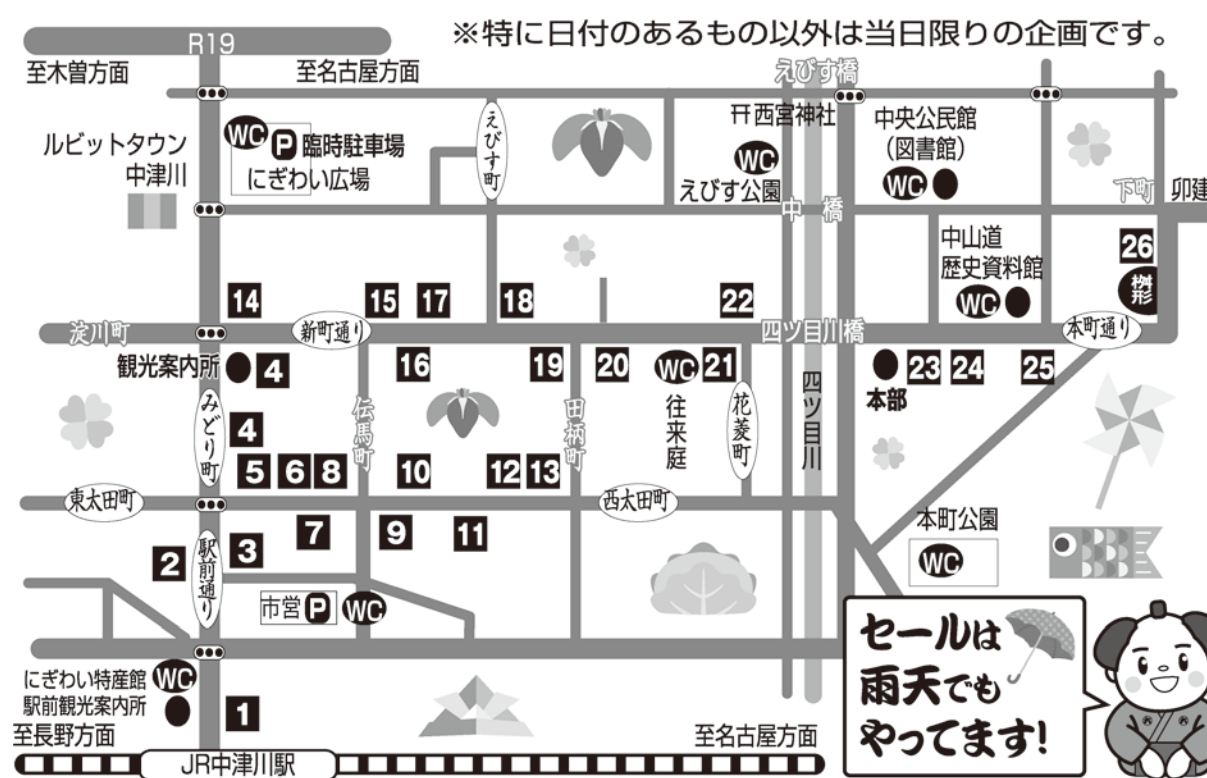 ※特に日付のあるもの以外は当日限りの企画です。
R19
至木曽方面
至名古屋方面
えびす橋
ルビットタウン
中津川
WC P 臨時駐車場
にぎわい広場
えびす町
西宮神社
WC
えびす公園
中央公民館
(図書館)
WC
中橋
下町
卯建
中山道
歴史資料館
WC
26
桝形
14
15
17
18
22
淀川町
新町通り
四ツ目川橋
本町通り
観光案内所
4
16
19
20
WC
往来庭
21
本部
23
24
25
みどり町
4
伝馬町
田柄町
花菱町
四ツ目川
5
6
8
10
12
13
東太田町
西太田町
2
駅前通り
3
7
9
11
本町公園
WC
市営 P WC
にぎわい特産館
WC
駅前観光案内所
1
至長野方面
至名古屋方面
JR中津川駅
セールは
雨天でも
やってます!